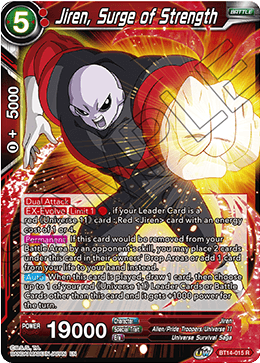 5
Jiren, Surge of Strength
BATTLE
0 + 5000
Dual Attack
EX-Evolve Limit 1 , if your Leader Card is a
red ‹Universe 11› card: Red ‹Jiren› card with an energy
cost of 1 or 4.
Permanent If this card would be removed from your
Battle Area by an opponent's skill, you may place 2 cards
under this card in their owners' Drop Areas or add 1 card
from your life to your hand instead.
Auto When this card is played, draw 1 card, then choose
up to 1 of your red ‹Universe 11› Leader Cards or Battle
Cards other than this card and it gets +1000 power for
the turn.
POWER 19000
Character
Jiren
Special Trait
Alien/Pride Troopers/Universe 11
Era
Universe Survival Saga
BT14-015 R